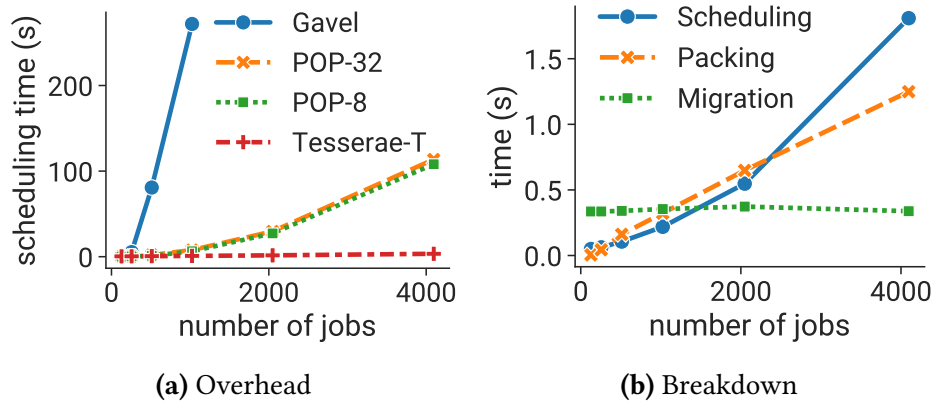 scheduling time (s)
200
100
0
0
2000
4000
number of jobs
Gavel
POP-32
POP-8
Tesserae-T
(a) Overhead
time (s)
1.5
1.0
0.5
0.0
0
2000
4000
number of jobs
Scheduling
Packing
Migration
(b) Breakdown